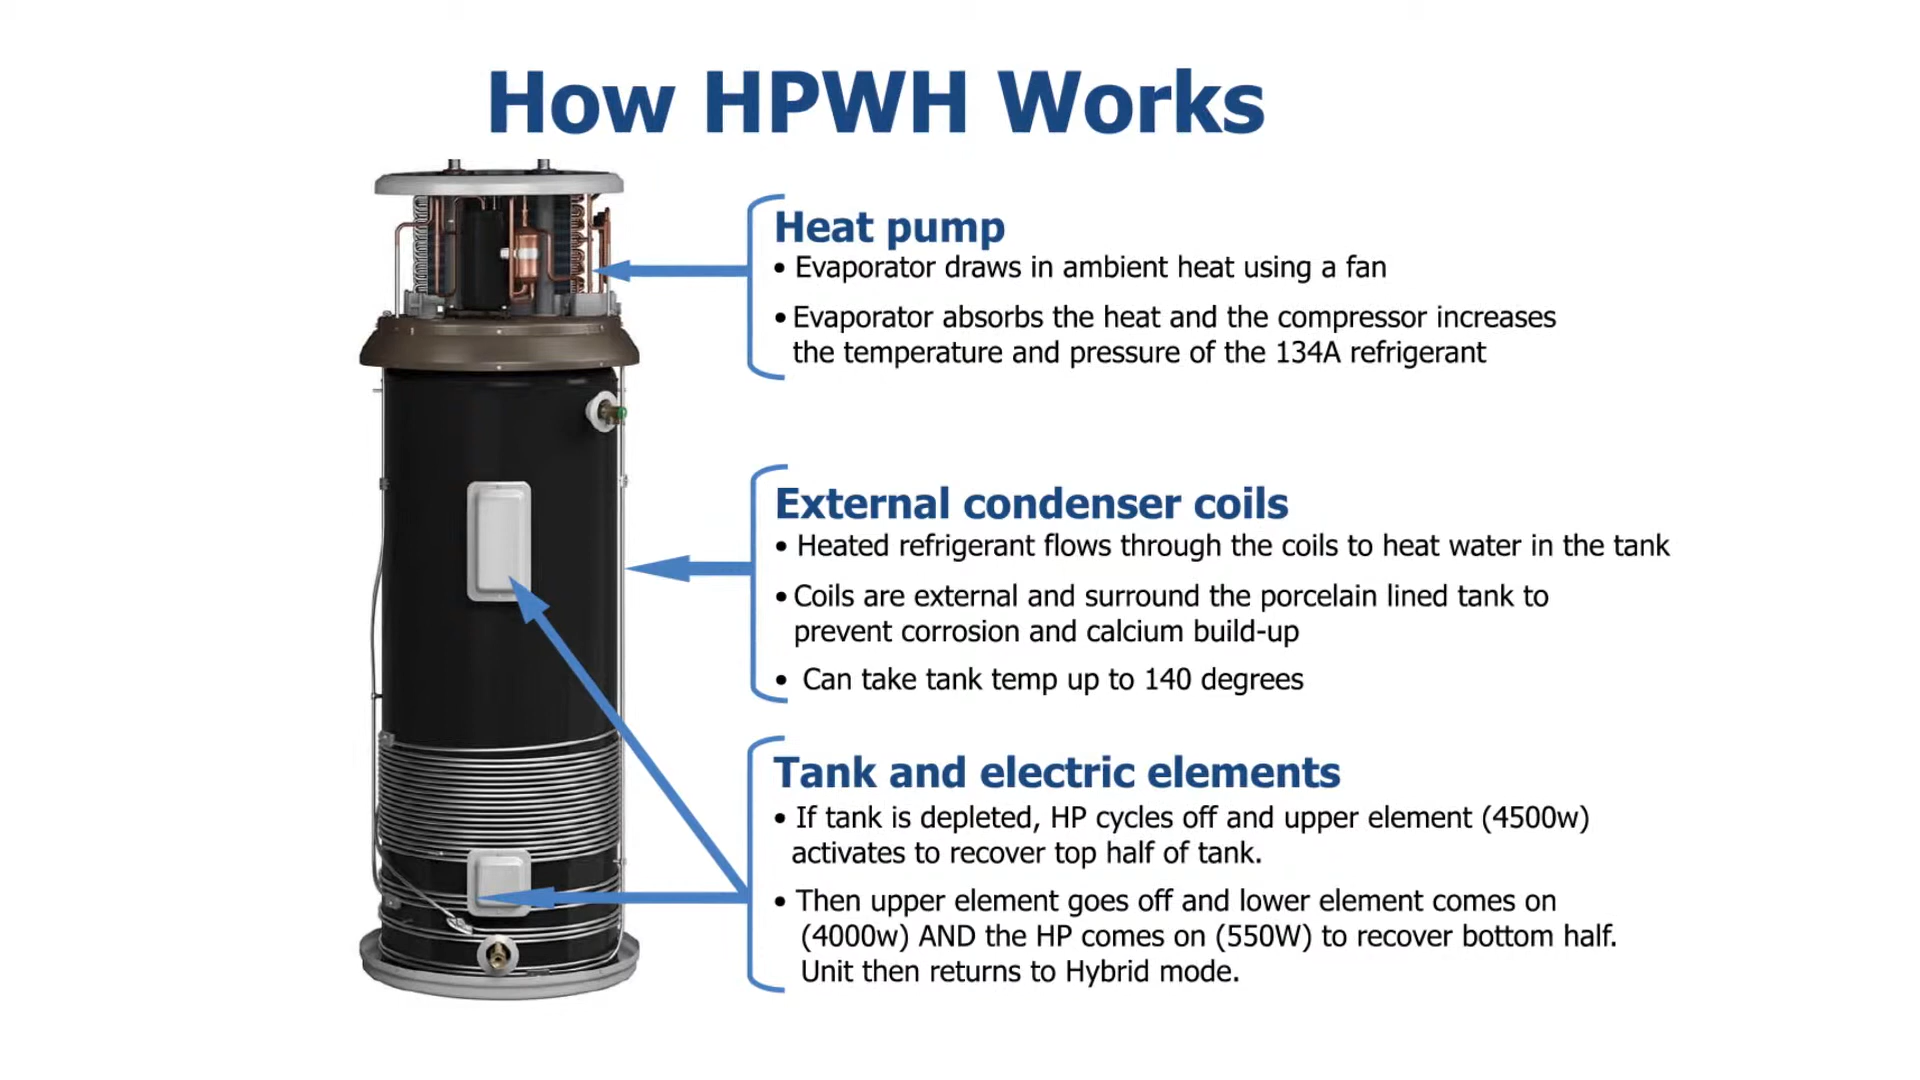 How HPWH Works
Heat pump
• Evaporator draws in ambient heat using a fan
• Evaporator absorbs the heat and the compressor increases
the temperature and pressure of the 134A refrigerant
External condenser coils
• Heated refrigerant flows through the coils to heat water in the tank
• Coils are external and surround the porcelain lined tank to
prevent corrosion and calcium build-up
• Can take tank temp up to 140 degrees
Tank and electric elements
• If tank is depleted, HP cycles off and upper element (4500w)
activates to recover top half of tank.
• Then upper element goes off and lower element comes on
(4000w) AND the HP comes on (550W) to recover bottom half.
Unit then returns to Hybrid mode.